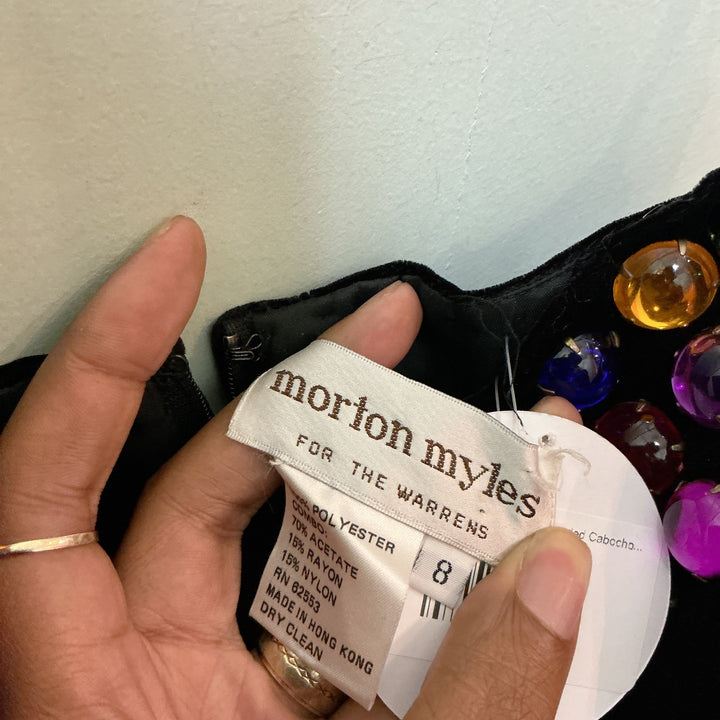 morton myles
FOR THE WARRENS
POLYESTER
COMBO:
70% ACETATE
15% RAYON
15% NYLON
RN 62553
MADE IN HONG KONG
DRY CLEAN
8
Cabocho...